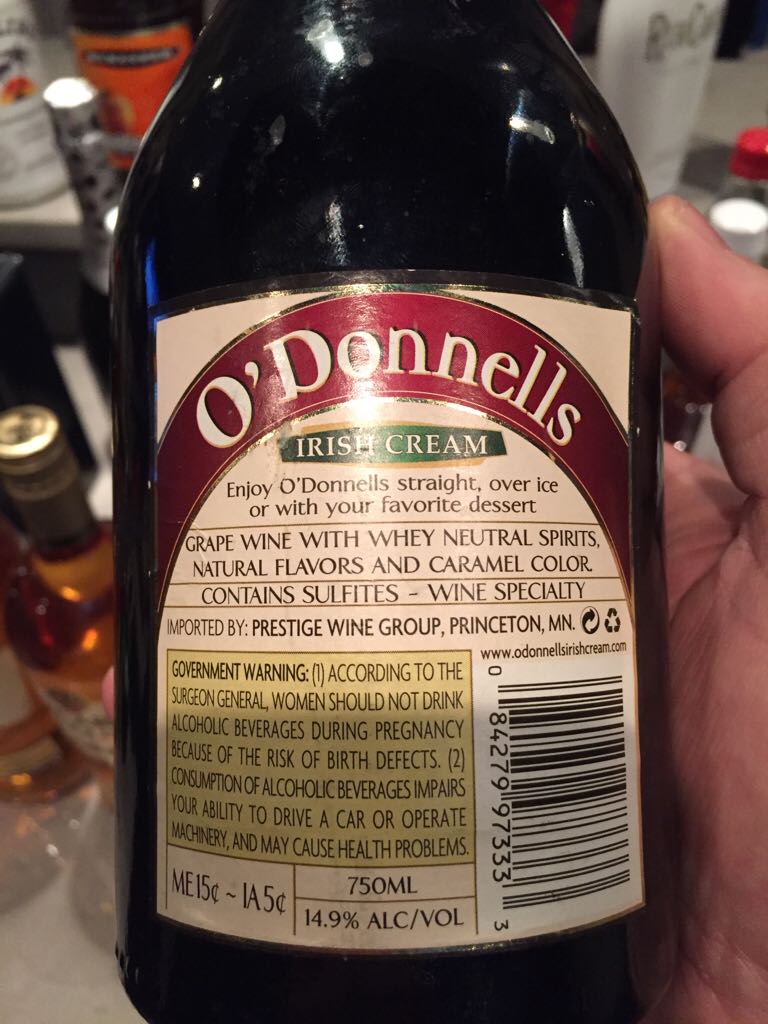 O'Donnells
IRISH CREAM
Enjoy O'Donnells straight, over ice
or with your favorite dessert
GRAPE WINE WITH WHEY NEUTRAL SPIRITS,
NATURAL FLAVORS AND CARAMEL COLOR.
CONTAINS SULFITES - WINE SPECIALTY
IMPORTED BY: PRESTIGE WINE GROUP, PRINCETON, MN.
www.odonnellsirishcream.com
GOVERNMENT WARNING: (1) ACCORDING TO THE
SURGEON GENERAL, WOMEN SHOULD NOT DRINK
ALCOHOLIC BEVERAGES DURING PREGNANCY
BECAUSE OF THE RISK OF BIRTH DEFECTS. (2)
CONSUMPTION OF ALCOHOLIC BEVERAGES IMPAIRS
YOUR ABILITY TO DRIVE A CAR OR OPERATE
MACHINERY, AND MAY CAUSE HEALTH PROBLEMS.
ME 15¢ ~ IA 5¢
750ML
14.9% ALC/VOL
0 84279 97333 3